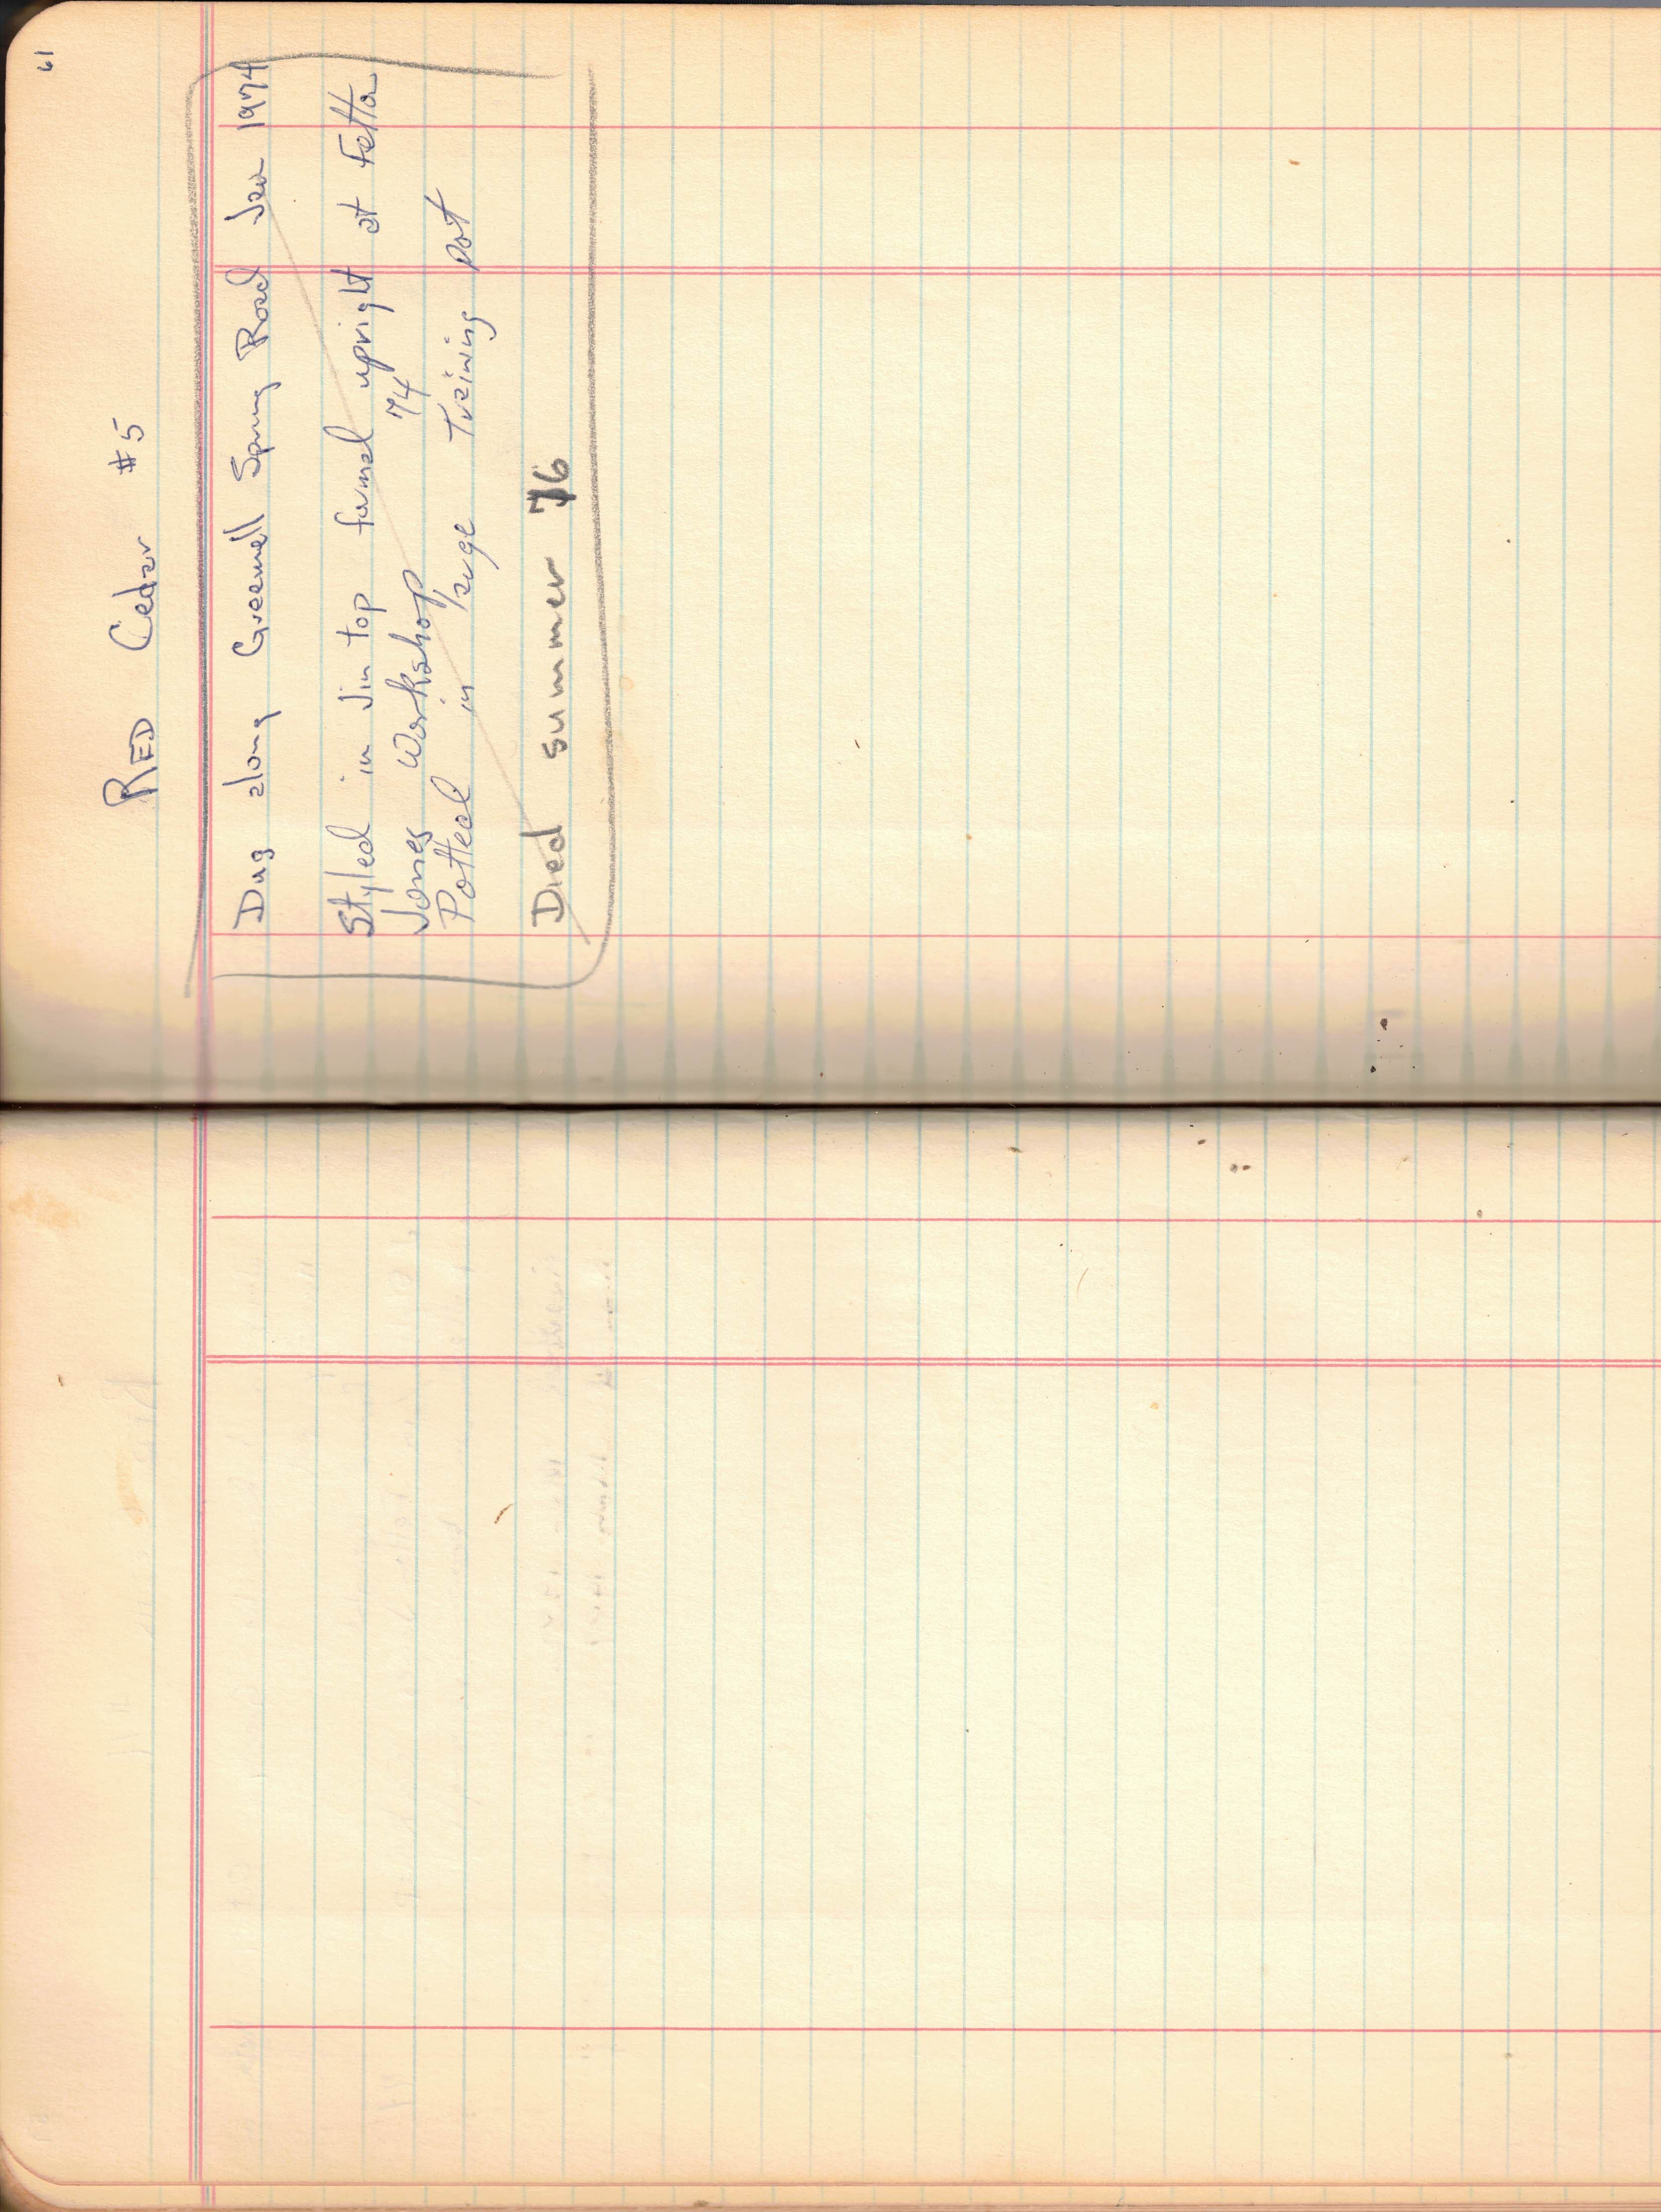 61
RED Cedar #5
Dug along Greenwell Spring Road Jan 1974
Styled in Jin top formal upright at Felton
Jones Workshop 74
Potted in large Training pot
Died summer 76